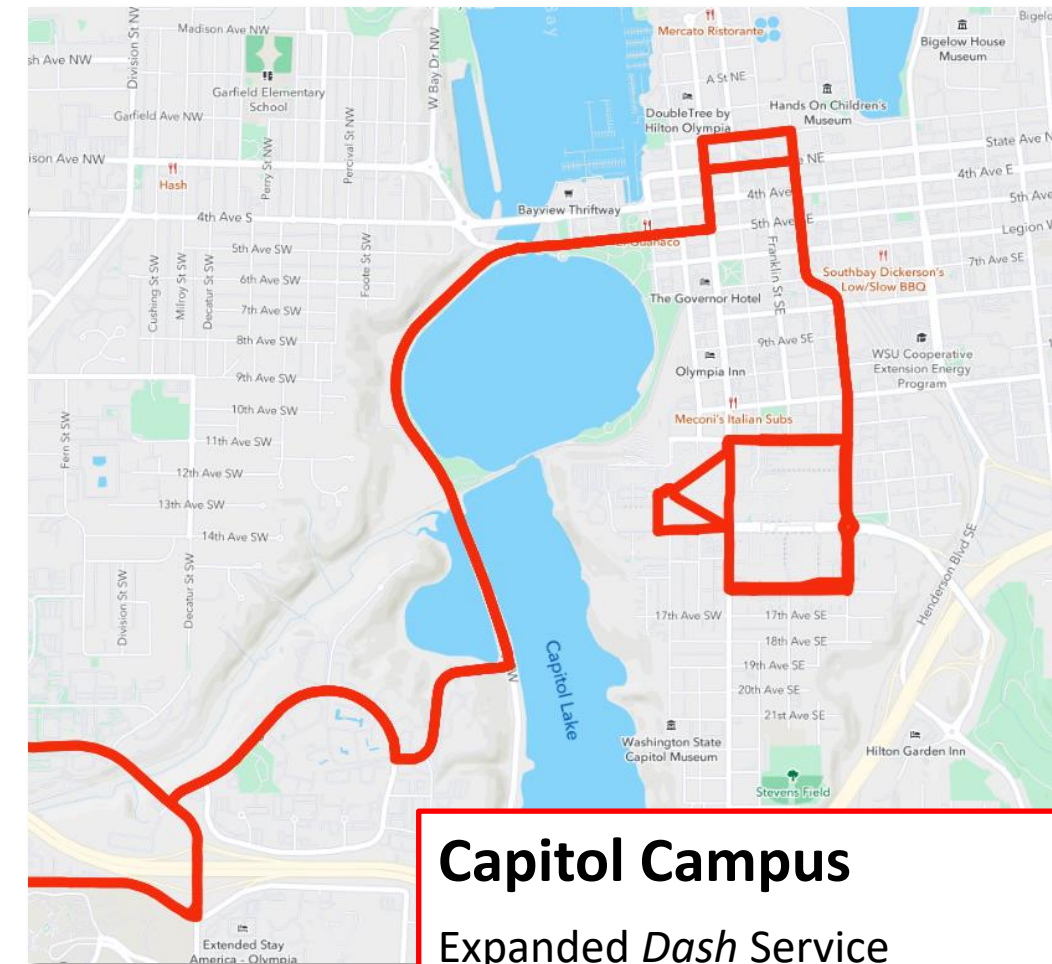 Madison Ave NW
Division St NW
W Bay Dr NW
Bay
Mercato Ristorante
Bigelow House
Museum
A St NE
Garfield Elementary
School
Garfield Ave NW
Percival St NW
Perry St NW
DoubleTree by
Hilton Olympia
Hands On Children's
Museum
State Ave
NE
Hash
4th Ave E
4th Ave
Bayview Thriftway
4th Ave S
5th Ave
5th Ave
Legion
5th Ave SW
Foote St SW
Franklin St SE
7th Ave SE
Cushing St SW
Milroy St SW
Decatur St SW
6th Ave SW
Southbay Dickerson's
Low/Slow BBQ
7th Ave SW
The Governor Hotel
8th Ave SW
9th Ave SE
WSU Cooperative
Extension Energy
Program
Olympia Inn
9th Ave SW
10th Ave SW
Meconi's Italian Subs
Fern St SW
11th Ave SW
12th Ave SW
13th Ave SW
14th Ave SW
Henderson Blvd SE
Division St SW
Decatur St SW
17th Ave SW
17th Ave SE
18th Ave SE
Capitol Lake
19th Ave SE
20th Ave SE
21st Ave SE
Washington State
Capitol Museum
Hilton Garden Inn
Stevens Field
Capitol Campus
Expanded Dash Service
Extended Stay
America - Olympia